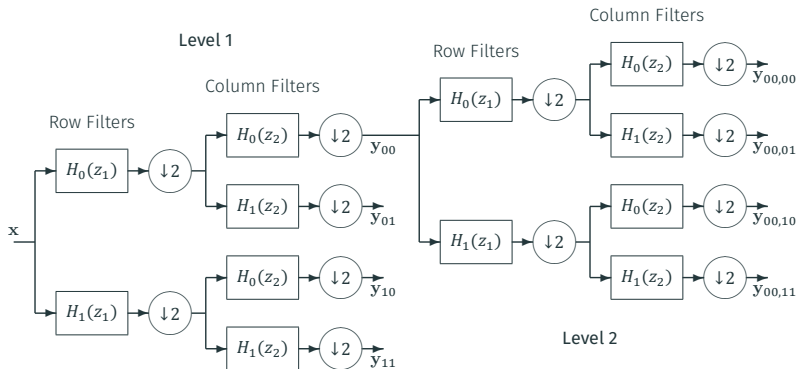 Level 1
Row Filters
Column Filters
x
H₀(z₁)
↓2
H₀(z₂)
↓2
y₀₀
H₁(z₂)
↓2
y₀₁
H₁(z₁)
↓2
H₀(z₂)
↓2
y₁₀
H₁(z₂)
↓2
y₁₁
Row Filters
Column Filters
H₀(z₁)
↓2
H₀(z₂)
↓2
y₀₀,₀₀
H₁(z₂)
↓2
y₀₀,₀₁
H₁(z₁)
↓2
H₀(z₂)
↓2
y₀₀,₁₀
H₁(z₂)
↓2
y₀₀,₁₁
Level 2